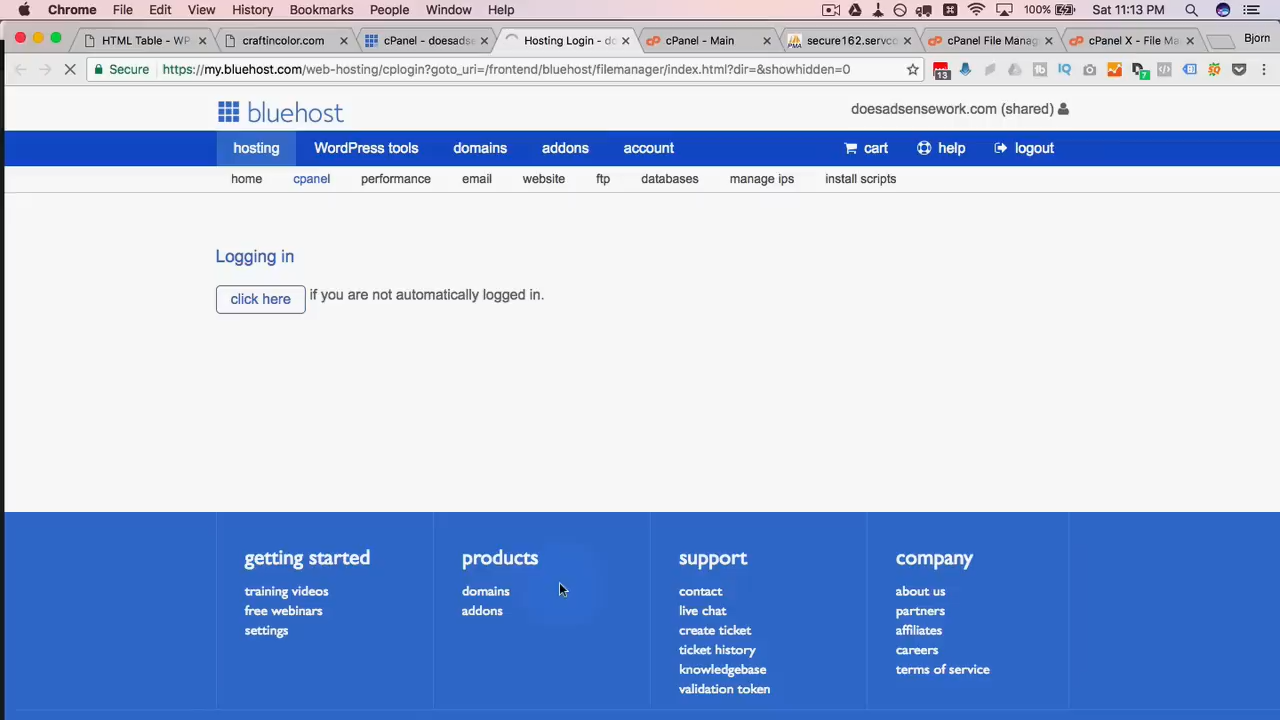 Chrome File Edit View History Bookmarks People Window Help 100% Sat 11:13 PM
HTML Table - WP craftincolor.com cPanel - doesads Hosting Login - do cPanel - Main secure162.servco cPanel File Manag cPanel X - File Ma Bjorn
Secure https://my.bluehost.com/web-hosting/cplogin?goto_uri=/frontend/bluehost/filemanager/index.html?dir=&showhidden=0
bluehost
doesadsensework.com (shared)
hosting WordPress tools domains addons account cart help logout
home cpanel performance email website ftp databases manage ips install scripts
Logging in
click here if you are not automatically logged in.
getting started products support company
training videos domains contact about us
free webinars addons live chat partners
settings create ticket affiliates
ticket history careers
knowledgebase terms of service
validation token